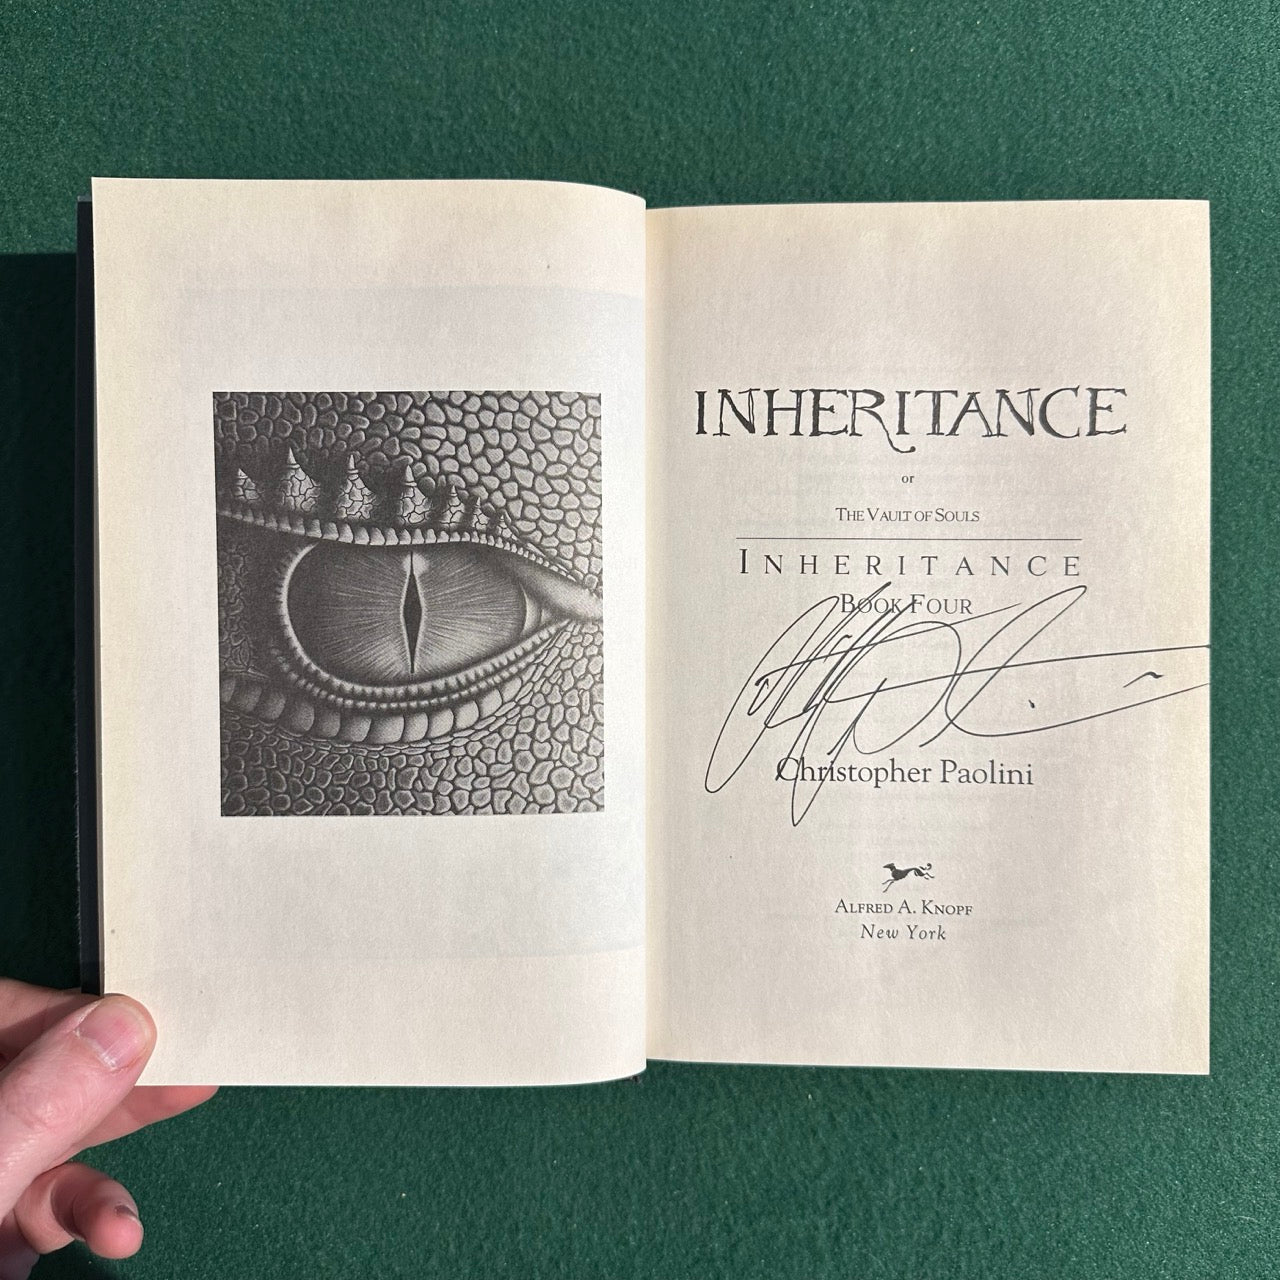 INHERITANCE
or
THE VAULT OF SOULS
INHERITANCE
BOOK FOUR
Christopher Paolini
ALFRED A. KNOPF
New York